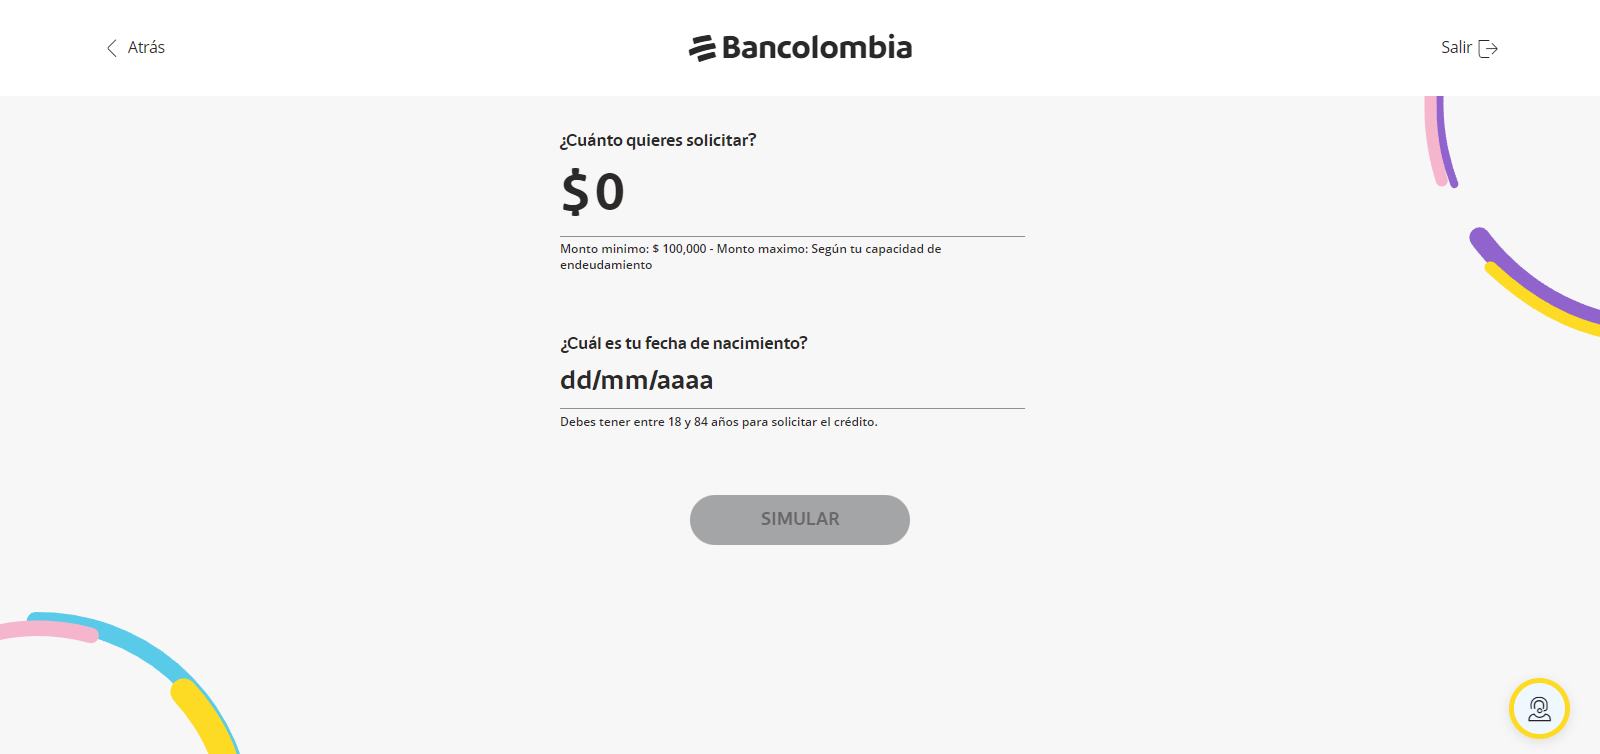 Atrás
Bancolombia
Salir
¿Cuánto quieres solicitar?
$ 0
Monto minimo: $ 100,000 - Monto maximo: Según tu capacidad de
endeudamiento
¿Cuál es tu fecha de nacimiento?
dd/mm/aaaa
Debes tener entre 18 y 84 años para solicitar el crédito.
SIMULAR